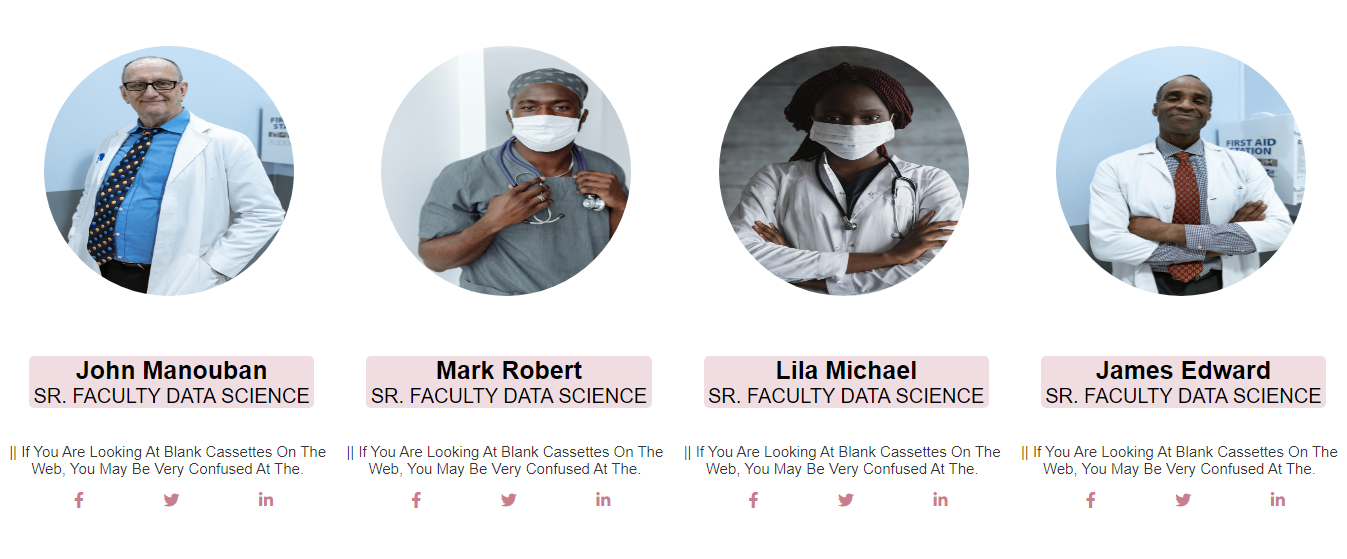 FIRST AID
STATION
John Manouban
SR. FACULTY DATA SCIENCE
|| If You Are Looking At Blank Cassettes On The
Web, You May Be Very Confused At The.
Mark Robert
SR. FACULTY DATA SCIENCE
|| If You Are Looking At Blank Cassettes On The
Web, You May Be Very Confused At The.
Lila Michael
SR. FACULTY DATA SCIENCE
|| If You Are Looking At Blank Cassettes On The
Web, You May Be Very Confused At The.
James Edward
SR. FACULTY DATA SCIENCE
|| If You Are Looking At Blank Cassettes On The
Web, You May Be Very Confused At The.